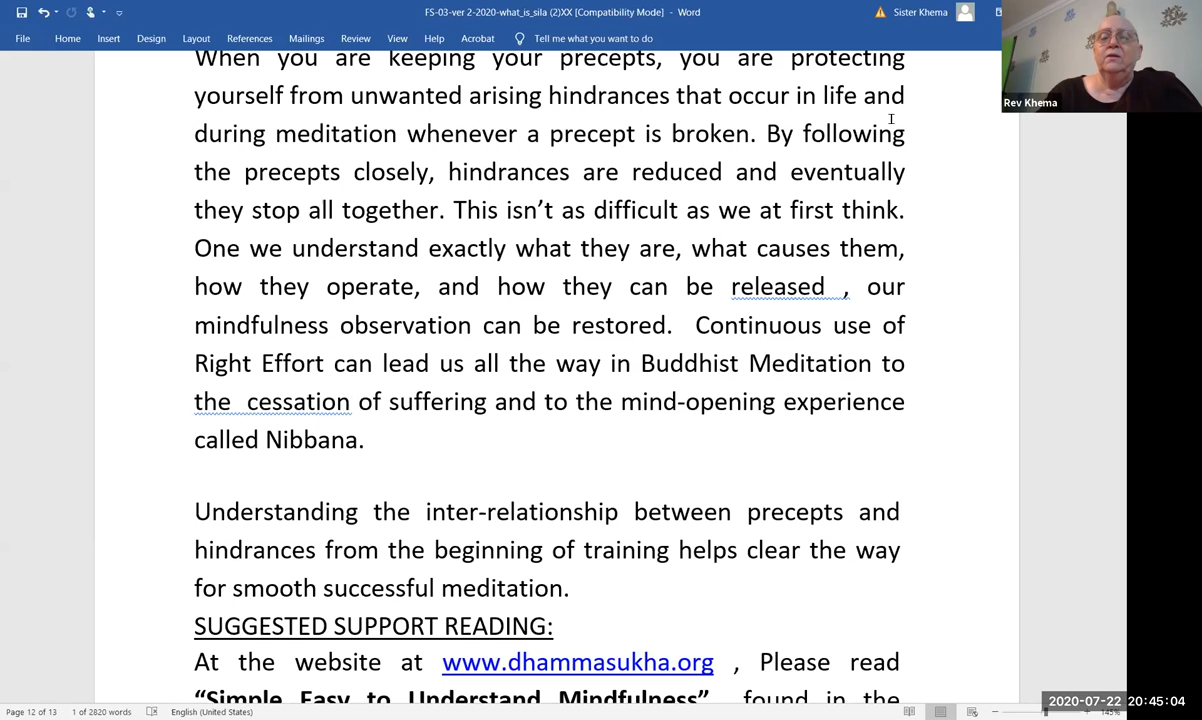 FS-03-ver 2-2020-what_is_sila (2)XX [Compatibility Mode] - Word
Sister Khema
File Home Insert Design Layout References Mailings Review View Help Acrobat Tell me what you want to do
Rev Khema
When you are keeping your precepts, you are protecting
yourself from unwanted arising hindrances that occur in life and
during meditation whenever a precept is broken. By following
the precepts closely, hindrances are reduced and eventually
they stop all together. This isn’t as difficult as we at first think.
One we understand exactly what they are, what causes them,
how they operate, and how they can be released , our
mindfulness observation can be restored. Continuous use of
Right Effort can lead us all the way in Buddhist Meditation to
the cessation of suffering and to the mind-opening experience
called Nibbana.
Understanding the inter-relationship between precepts and
hindrances from the beginning of training helps clear the way
for smooth successful meditation.
SUGGESTED SUPPORT READING:
At the website at www.dhammasukha.org , Please read
“Simple Easy to Understand Mindfulness” found in the
Page 12 of 13 1 of 2820 words English (United States) 145%
2020-07-22 20:45:04